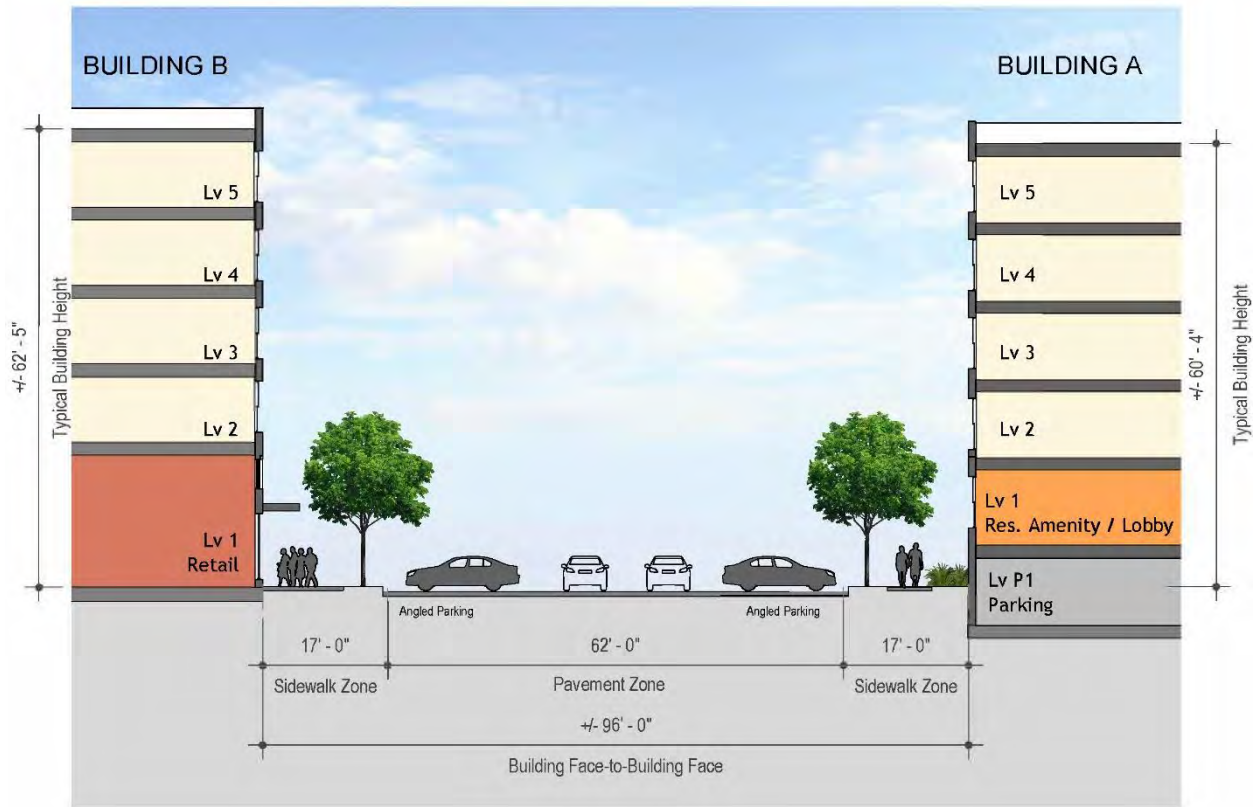 BUILDING B
BUILDING A
+/- 62' - 5"
Typical Building Height
Lv 5
Lv 4
Lv 3
Lv 2
Lv 1
Retail
Lv 5
Lv 4
Lv 3
Lv 2
Lv 1
Res. Amenity / Lobby
Lv P1
Parking
+/- 60' - 4"
Typical Building Height
Angled Parking
Angled Parking
17' - 0"
62' - 0"
17' - 0"
Sidewalk Zone
Pavement Zone
Sidewalk Zone
+/- 96' - 0"
Building Face-to-Building Face